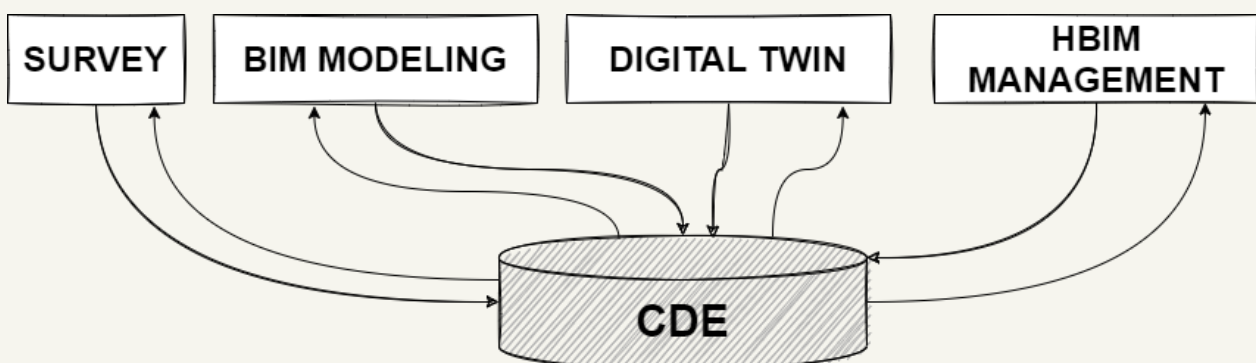 SURVEY
BIM MODELING
DIGITAL TWIN
HBIM
MANAGEMENT
CDE